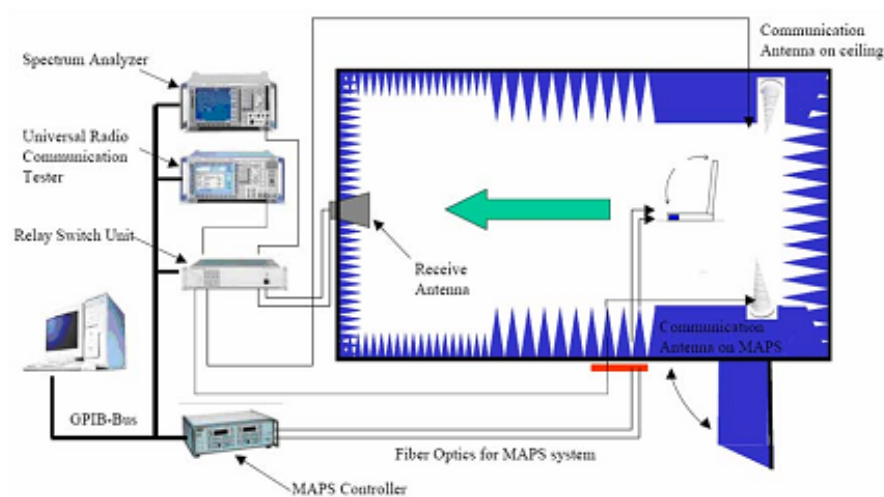 Communication
Antenna on ceiling
Spectrum Analyzer
Universal Radio
Communication
Tester
Relay Switch Unit
Receive
Antenna
Communication
Antenna on MAPS
GPIB-Bus
Fiber Optics for MAPS system
MAPS Controller